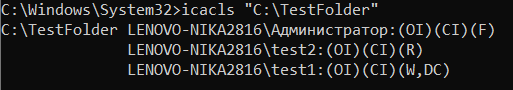 C:\Windows\System32>icacls "C:\TestFolder"
C:\TestFolder LENOVO-NIKA2816\Администратор:(OI)(CI)(F)
LENOVO-NIKA2816\test2:(OI)(CI)(R)
LENOVO-NIKA2816\test1:(OI)(CI)(W,DC)